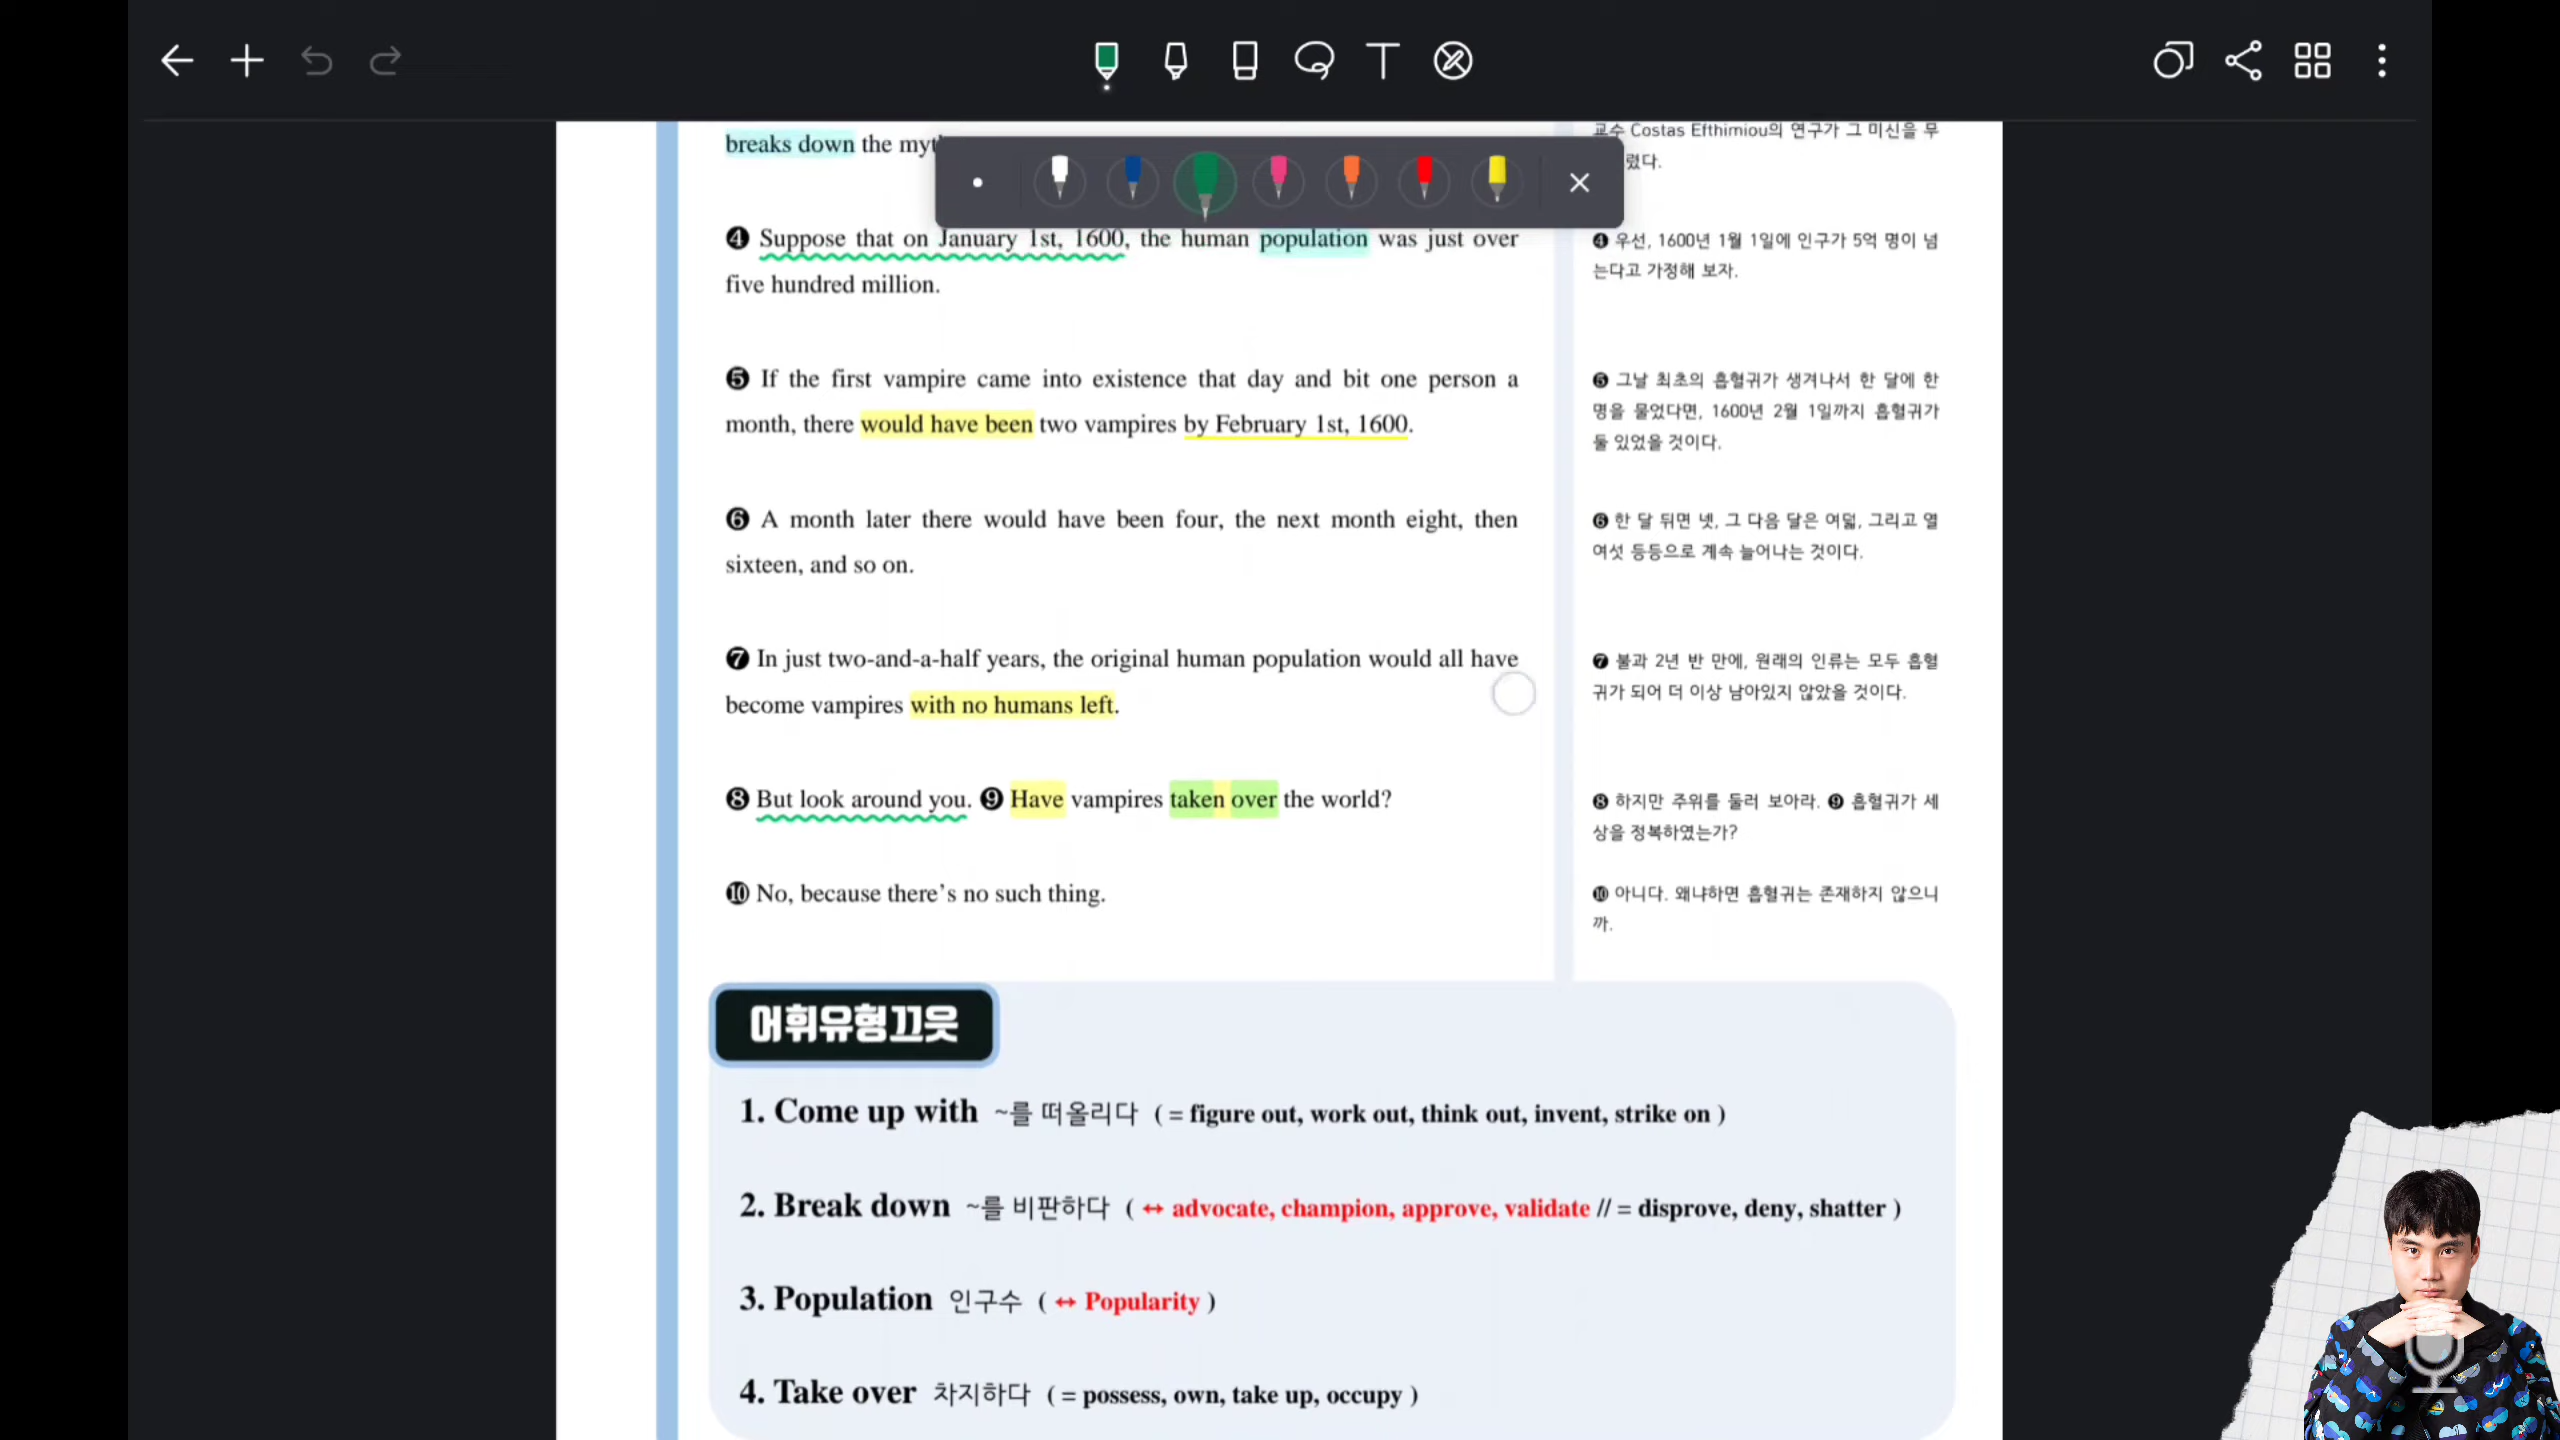 breaks down the myt
❹ Suppose that on January 1st, 1600, the human population was just over
five hundred million.
❺ If the first vampire came into existence that day and bit one person a
month, there would have been two vampires by February 1st, 1600.
❻ A month later there would have been four, the next month eight, then
sixteen, and so on.
❼ In just two-and-a-half years, the original human population would all have
become vampires with no humans left.
❽ But look around you. ❾ Have vampires taken over the world?
❿ No, because there’s no such thing.
교수 Costas Efthimiou의 연구가 그 미신을 무
렸다.
❹ 우선, 1600년 1월 1일에 인구가 5억 명이 넘
는다고 가정해 보자.
❺ 그날 최초의 흡혈귀가 생겨나서 한 달에 한
명을 물었다면, 1600년 2월 1일까지 흡혈귀가
둘 있었을 것이다.
❻ 한 달 뒤면 넷, 그 다음 달은 여덟, 그리고 열
여섯 등등으로 계속 늘어나는 것이다.
❼ 불과 2년 반 만에, 원래의 인류는 모두 흡혈
귀가 되어 더 이상 남아있지 않았을 것이다.
❽ 하지만 주위를 둘러 보아라. ❾ 흡혈귀가 세
상을 정복하였는가?
❿ 아니다. 왜냐하면 흡혈귀는 존재하지 않으니
까.
어휘유형끄읏
1. Come up with ~를 떠올리다 ( = figure out, work out, think out, invent, strike on )
2. Break down ~를 비판하다 ( ↔ advocate, champion, approve, validate // = disprove, deny, shatter )
3. Population 인구수 ( ↔ Popularity )
4. Take over 차지하다 ( = possess, own, take up, occupy )